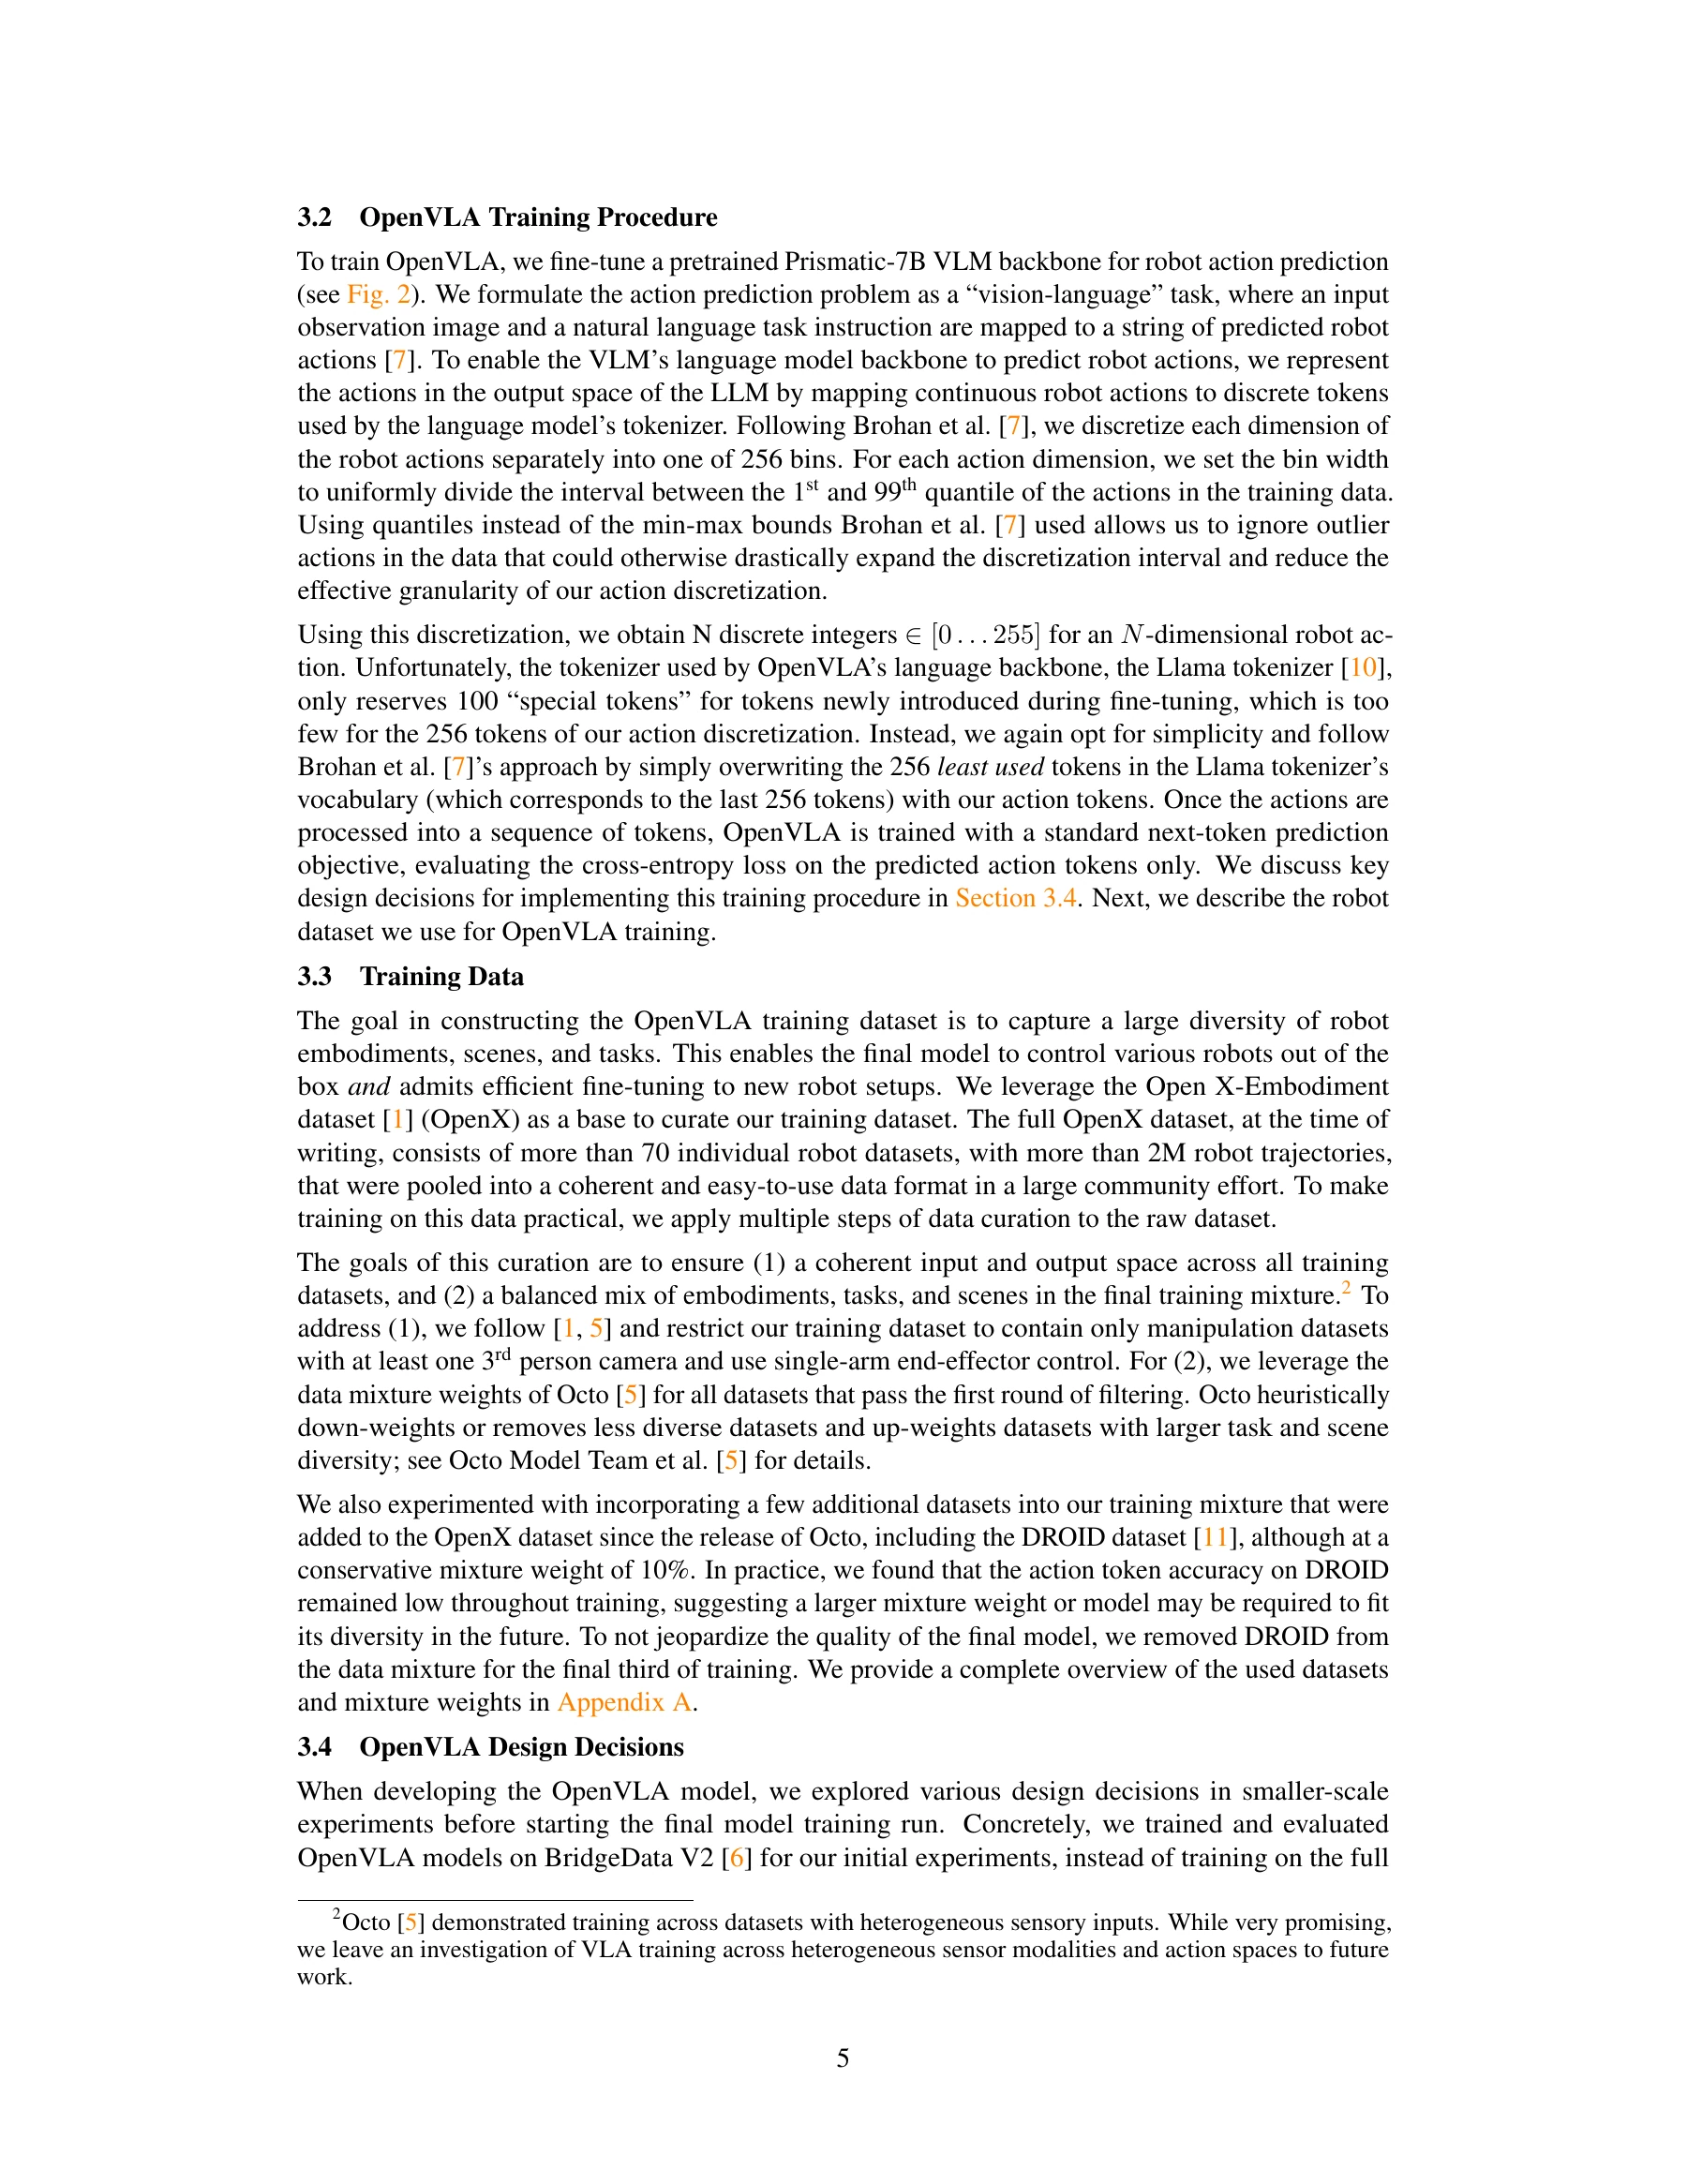 3.2 OpenVLA Training Procedure
To train OpenVLA, we fine-tune a pretrained Prismatic-7B VLM backbone for robot action prediction
(see Fig. 2). We formulate the action prediction problem as a “vision-language” task, where an input
observation image and a natural language task instruction are mapped to a string of predicted robot
actions [7]. To enable the VLM’s language model backbone to predict robot actions, we represent
the actions in the output space of the LLM by mapping continuous robot actions to discrete tokens
used by the language model’s tokenizer. Following Brohan et al. [7], we discretize each dimension of
the robot actions separately into one of 256 bins. For each action dimension, we set the bin width
to uniformly divide the interval between the 1st and 99th quantile of the actions in the training data.
Using quantiles instead of the min-max bounds Brohan et al. [7] used allows us to ignore outlier
actions in the data that could otherwise drastically expand the discretization interval and reduce the
effective granularity of our action discretization.
Using this discretization, we obtain N discrete integers ∈ [0 . . . 255] for an N-dimensional robot ac-
tion. Unfortunately, the tokenizer used by OpenVLA’s language backbone, the Llama tokenizer [10],
only reserves 100 “special tokens” for tokens newly introduced during fine-tuning, which is too
few for the 256 tokens of our action discretization. Instead, we again opt for simplicity and follow
Brohan et al. [7]’s approach by simply overwriting the 256 least used tokens in the Llama tokenizer’s
vocabulary (which corresponds to the last 256 tokens) with our action tokens. Once the actions are
processed into a sequence of tokens, OpenVLA is trained with a standard next-token prediction
objective, evaluating the cross-entropy loss on the predicted action tokens only. We discuss key
design decisions for implementing this training procedure in Section 3.4. Next, we describe the robot
dataset we use for OpenVLA training.
3.3 Training Data
The goal in constructing the OpenVLA training dataset is to capture a large diversity of robot
embodiments, scenes, and tasks. This enables the final model to control various robots out of the
box and admits efficient fine-tuning to new robot setups. We leverage the Open X-Embodiment
dataset [1] (OpenX) as a base to curate our training dataset. The full OpenX dataset, at the time of
writing, consists of more than 70 individual robot datasets, with more than 2M robot trajectories,
that were pooled into a coherent and easy-to-use data format in a large community effort. To make
training on this data practical, we apply multiple steps of data curation to the raw dataset.
The goals of this curation are to ensure (1) a coherent input and output space across all training
datasets, and (2) a balanced mix of embodiments, tasks, and scenes in the final training mixture.2 To
address (1), we follow [1, 5] and restrict our training dataset to contain only manipulation datasets
with at least one 3rd person camera and use single-arm end-effector control. For (2), we leverage the
data mixture weights of Octo [5] for all datasets that pass the first round of filtering. Octo heuristically
down-weights or removes less diverse datasets and up-weights datasets with larger task and scene
diversity; see Octo Model Team et al. [5] for details.
We also experimented with incorporating a few additional datasets into our training mixture that were
added to the OpenX dataset since the release of Octo, including the DROID dataset [11], although at a
conservative mixture weight of 10%. In practice, we found that the action token accuracy on DROID
remained low throughout training, suggesting a larger mixture weight or model may be required to fit
its diversity in the future. To not jeopardize the quality of the final model, we removed DROID from
the data mixture for the final third of training. We provide a complete overview of the used datasets
and mixture weights in Appendix A.
3.4 OpenVLA Design Decisions
When developing the OpenVLA model, we explored various design decisions in smaller-scale
experiments before starting the final model training run. Concretely, we trained and evaluated
OpenVLA models on BridgeData V2 [6] for our initial experiments, instead of training on the full
2Octo [5] demonstrated training across datasets with heterogeneous sensory inputs. While very promising,
we leave an investigation of VLA training across heterogeneous sensor modalities and action spaces to future
work.
5